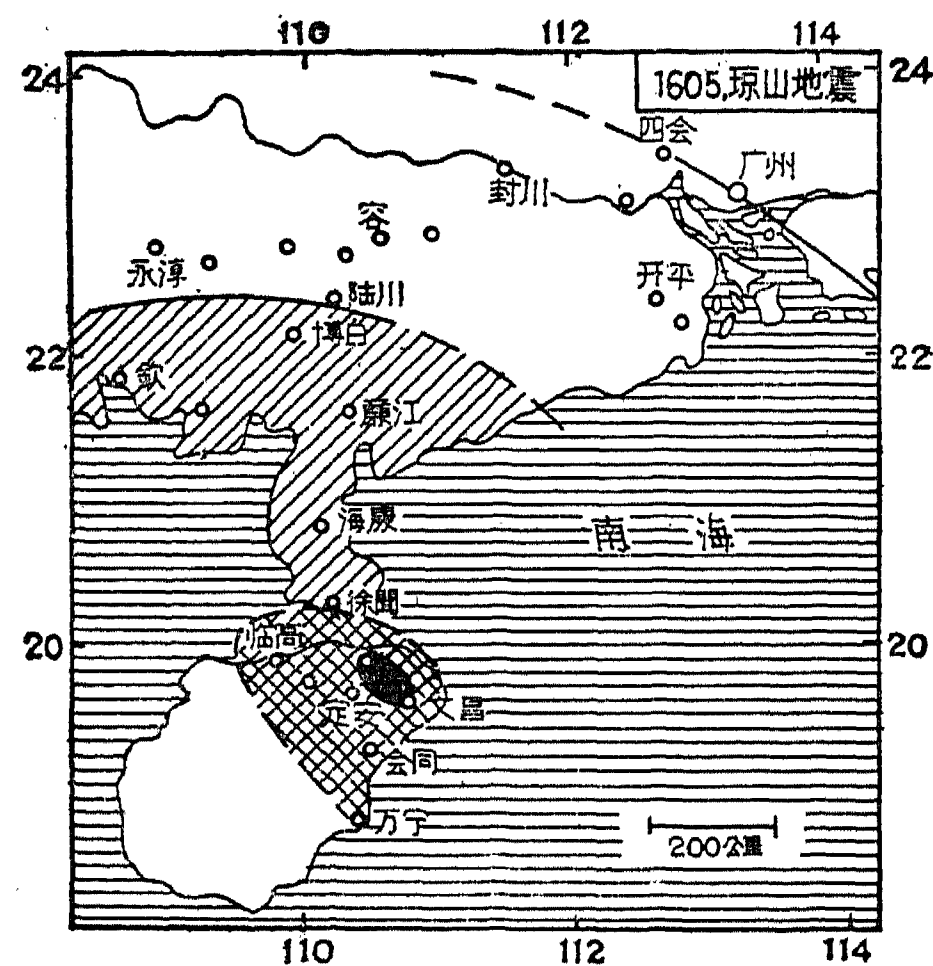 110 112 114
24 24
1605,琼山地震
四会
广州
封川
容
永淳
开平
陆川
博白
22 22
钦
廉江
海康
南 海
徐闻
20 20
临高
定安
昌
会同
万宁
200公里
110 112 114